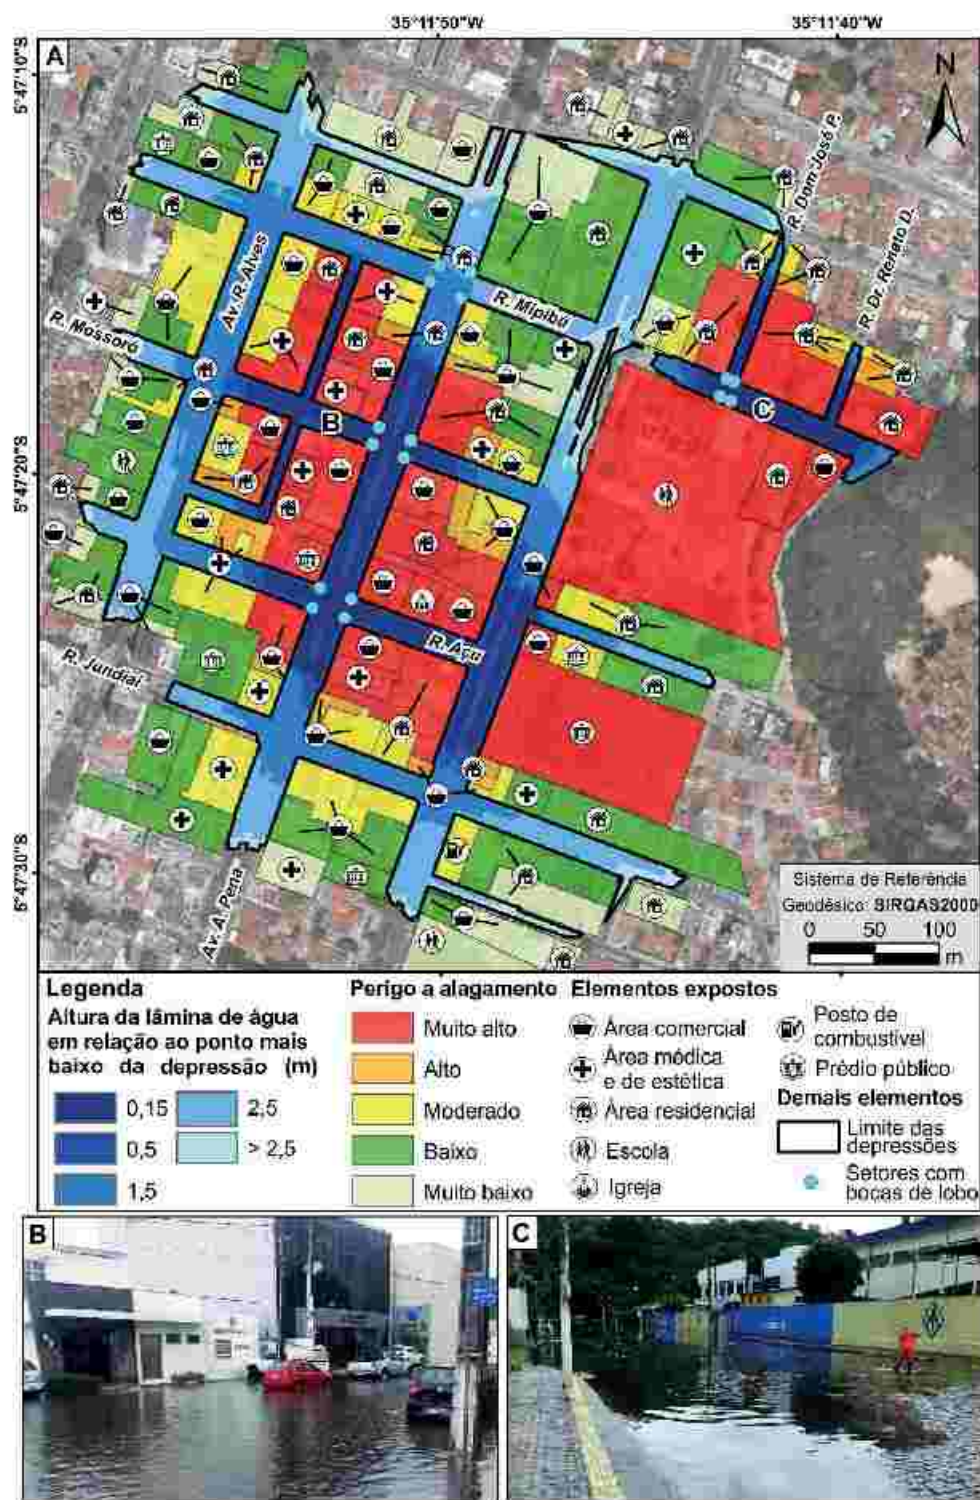 35°11'50"W
35°11'40"W
A
5°47'10"S
N
R. Dom José P.
R. Dr. Renato D.
Av. R. Alves
R. Mossoró
R. Mipibú
B
C
5°47'20"S
R. Açu
R. Jundiaí
5°47'30"S
Av. A. Pena
Sistema de Referência
Geodésico: SIRGAS2000
0 50 100
m
Legenda
Altura da lâmina de água
em relação ao ponto mais
baixo da depressão (m)
0,15
2,5
0,5
> 2,5
1,5
Perigo a alagamento
Muito alto
Alto
Moderado
Baixo
Muito baixo
Elementos expostos
Área comercial
Área médica
e de estética
Área residencial
Escola
Igreja
Posto de
combustível
Prédio público
Demais elementos
Limite das
depressões
Setores com
bocas de lobo
B
C